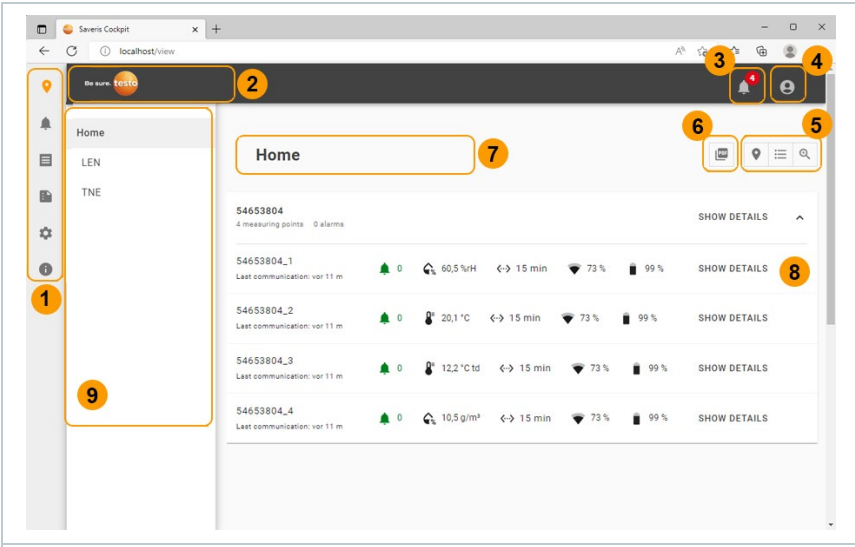 Saveris Cockpit
localhost/view
3
4
Be sure. testo
2
4
6
5
Home
Home
7
PDF
LEN
TNE
54653804
4 measuring points 0 alarms
SHOW DETAILS
54653804_1
Last communication: vor 11 m
0
60,5 %rH
15 min
73 %
99 %
SHOW DETAILS
8
1
54653804_2
Last communication: vor 11 m
0
20,1 °C
15 min
73 %
99 %
SHOW DETAILS
54653804_3
Last communication: vor 11 m
0
12,2 °C td
15 min
73 %
99 %
SHOW DETAILS
9
54653804_4
Last communication: vor 11 m
0
10,5 g/m³
15 min
73 %
99 %
SHOW DETAILS